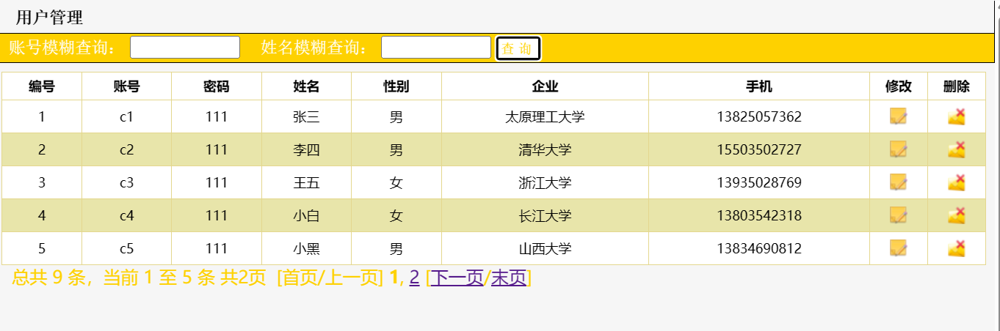 用户管理
账号模糊查询： 姓名模糊查询： 查 询
编号 账号 密码 姓名 性别 企业 手机 修改 删除
1 c1 111 张三 男 太原理工大学 13825057362
2 c2 111 李四 男 清华大学 15503502727
3 c3 111 王五 女 浙江大学 13935028769
4 c4 111 小白 女 长江大学 13803542318
5 c5 111 小黑 男 山西大学 13834690812
总共 9 条，当前 1 至 5 条 共2页 [首页/上一页] 1, 2 [下一页/末页]